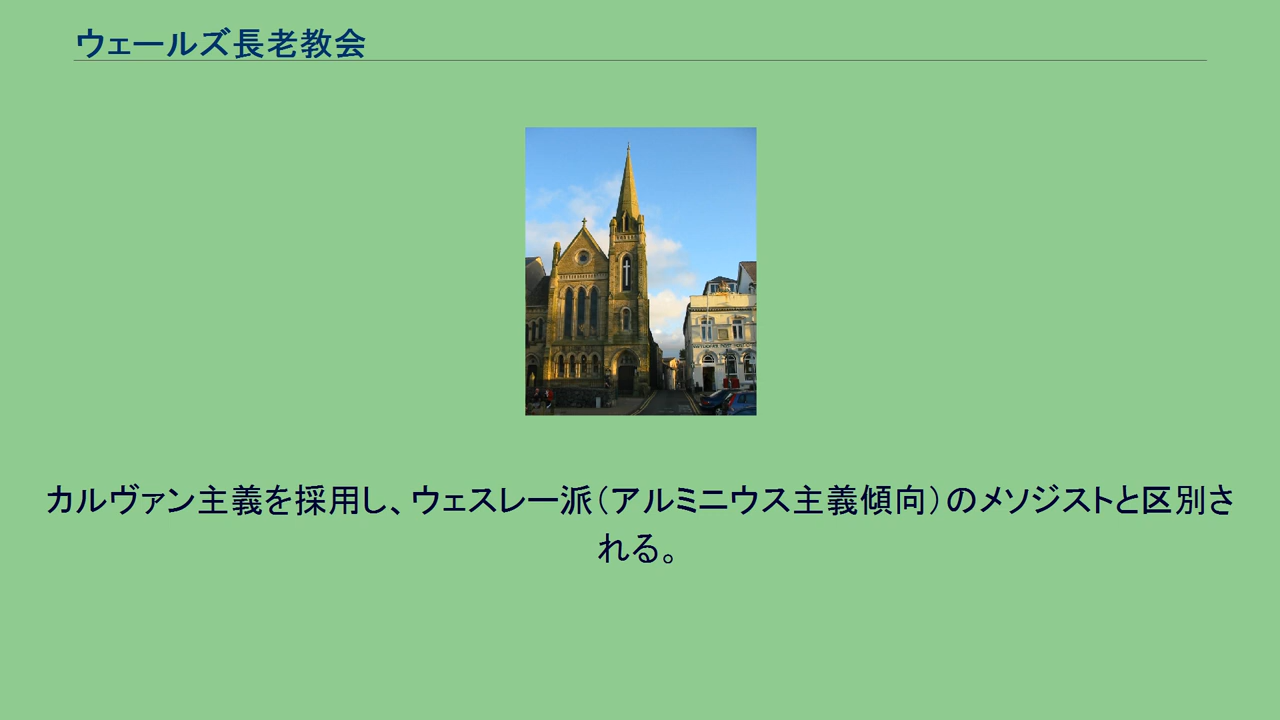 ウェールズ長老教会
カルヴァン主義を採用し、ウェスレー派（アルミニウス主義傾向）のメソジストと区別さ
れる。